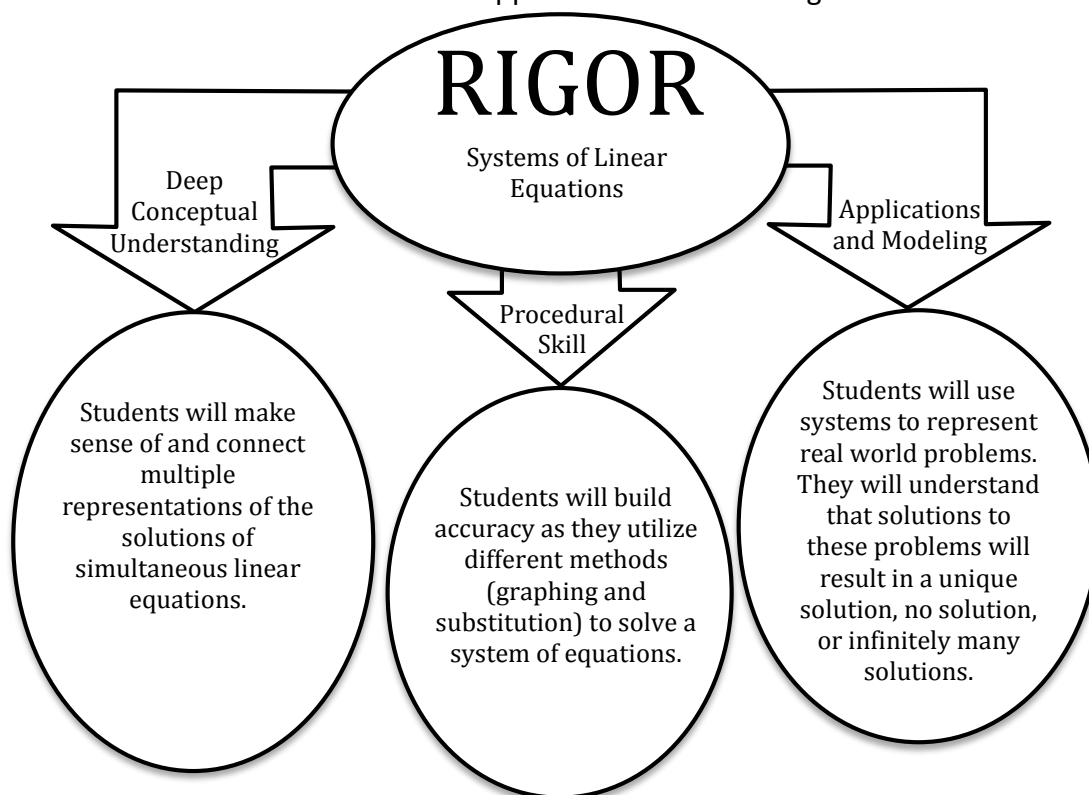 RIGOR
Systems of Linear
Equations
Deep
Conceptual
Understanding
Procedural
Skill
Applications
and Modeling
Students will make
sense of and connect
multiple
representations of the
solutions of
simultaneous linear
equations.
Students will build
accuracy as they utilize
different methods
(graphing and
substitution) to solve a
system of equations.
Students will use
systems to represent
real world problems.
They will understand
that solutions to
these problems will
result in a unique
solution, no solution,
or infinitely many
solutions.